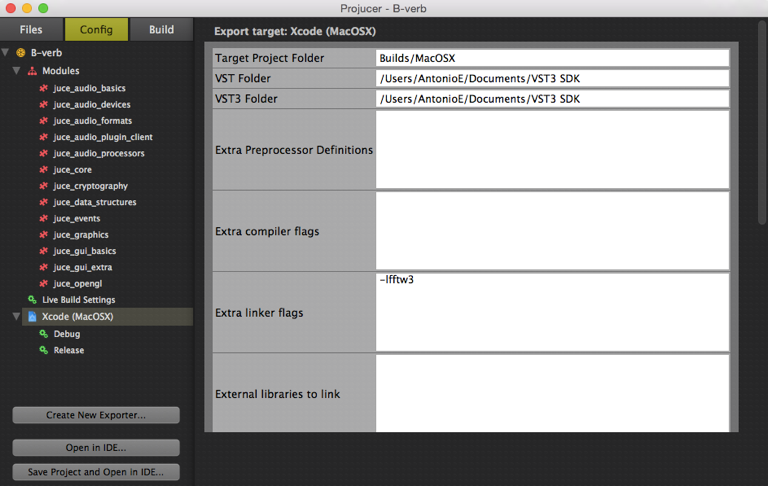 Projucer - B-verb
Files
Config
Build
B-verb
Modules
juce_audio_basics
juce_audio_devices
juce_audio_formats
juce_audio_plugin_client
juce_audio_processors
juce_core
juce_cryptography
juce_data_structures
juce_events
juce_graphics
juce_gui_basics
juce_gui_extra
juce_opengl
Live Build Settings
Xcode (MacOSX)
Debug
Release
Create New Exporter...
Open in IDE...
Save Project and Open in IDE...
Export target: Xcode (MacOSX)
Target Project Folder Builds/MacOSX
VST Folder /Users/AntonioE/Documents/VST3 SDK
VST3 Folder /Users/AntonioE/Documents/VST3 SDK
Extra Preprocessor Definitions
Extra compiler flags
Extra linker flags -lfftw3
External libraries to link